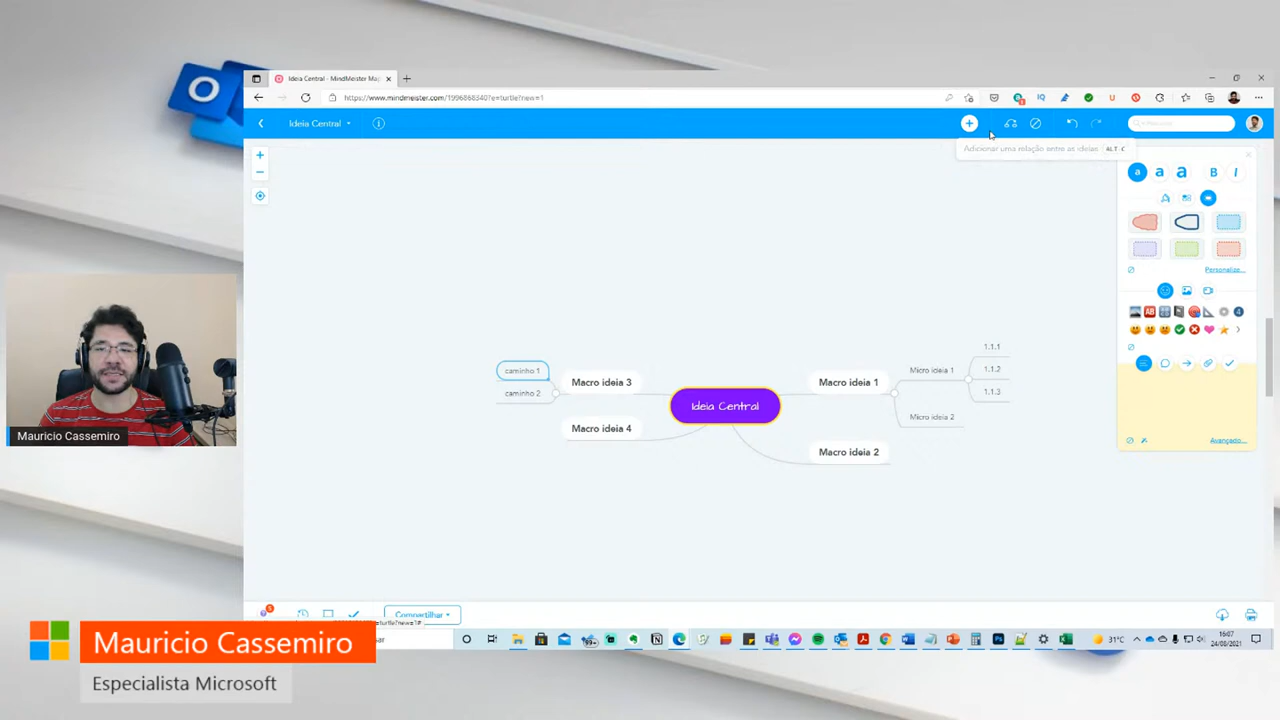 Ideia Central - MindMeister Ma
https://www.mindmeister.com/1996868340?e=turtle?new=1
Ideia Central
Adicionar uma relação entre as ideias ALT C
a a a B I
Personalize...
caminho 1
caminho 2
Macro ideia 3
Macro ideia 4
Ideia Central
Macro ideia 1
Macro ideia 2
Micro ideia 1
Micro ideia 2
1.1.1
1.1.2
1.1.3
Avançado...
Mauricio Cassemiro
Compartilhar
Mauricio Cassemiro
Especialista Microsoft
31°C
16:07
24/08/2021